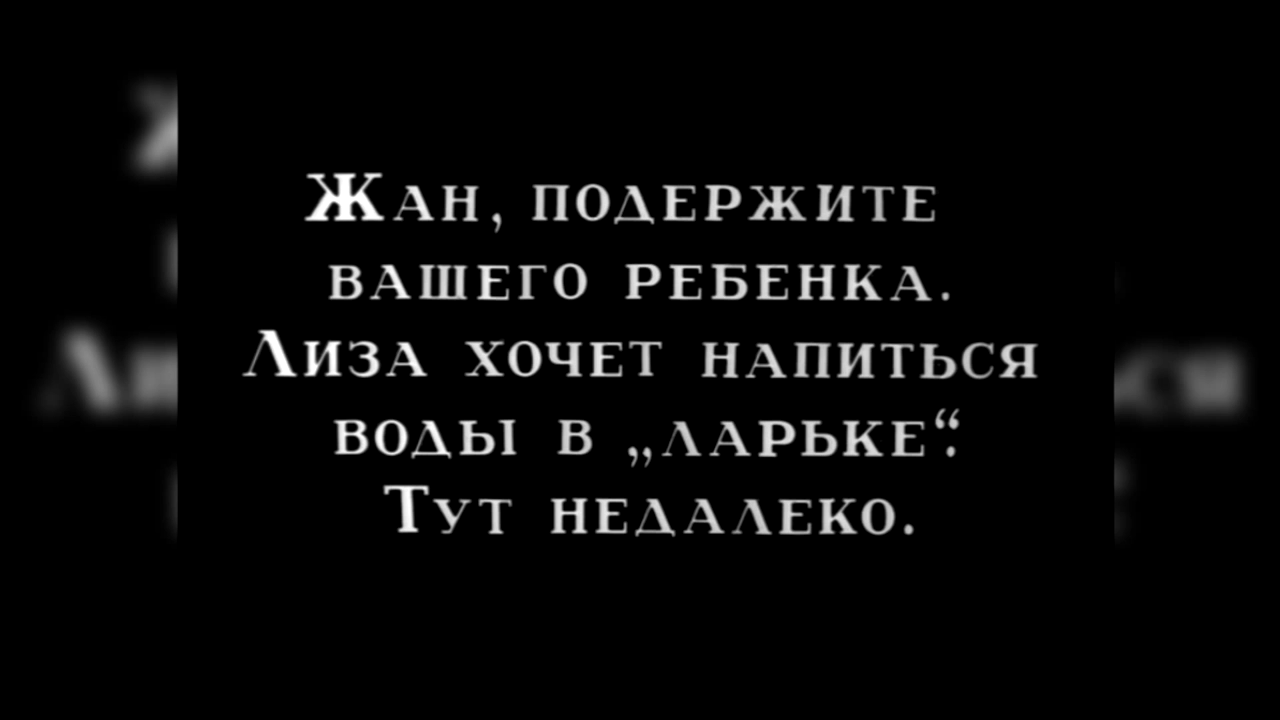 Жан, подержите
вашего ребенка.
Лиза хочет напиться
воды в „ларьке“.
Тут недалеко.